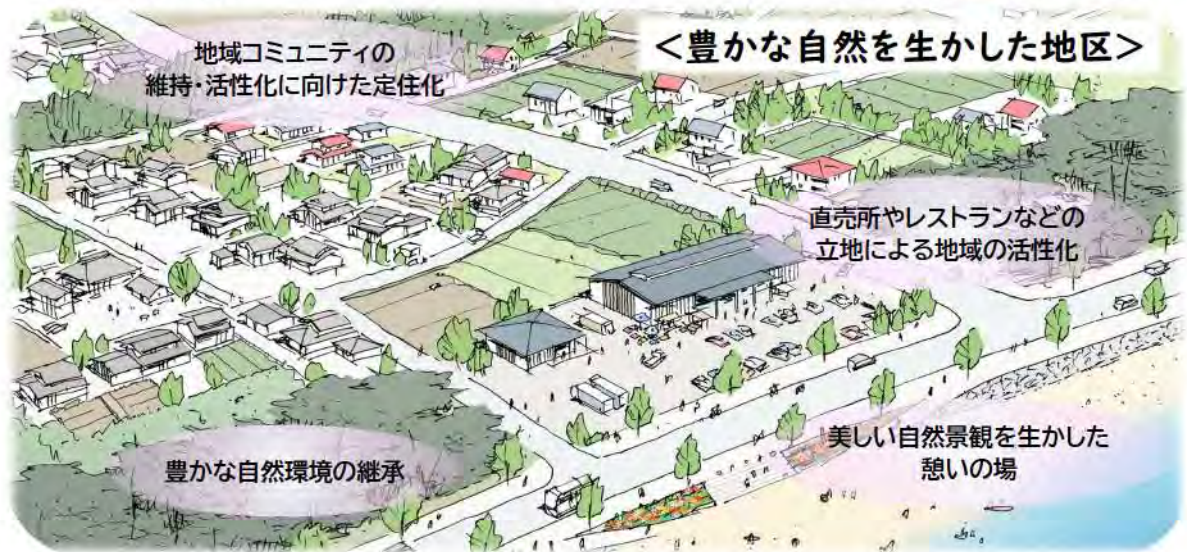 <豊かな自然を生かした地区>
地域コミュニティの
維持・活性化に向けた定住化
直売所やレストランなどの
立地による地域の活性化
美しい自然景観を生かした
憩いの場
豊かな自然環境の継承